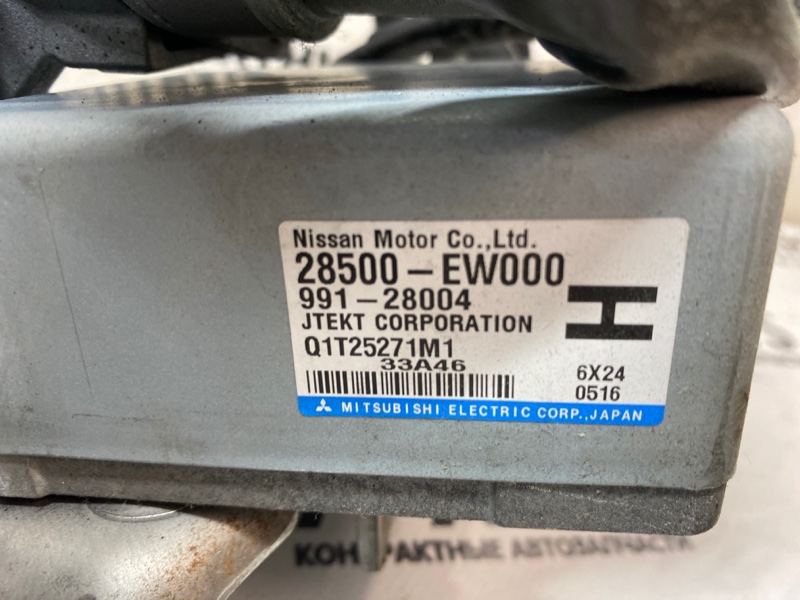 Nissan Motor Co.,Ltd.
28500-EW000
991-28004
JTEKT CORPORATION
H
Q1T25271M1
33A46
6X24
0516
MITSUBISHI ELECTRIC CORP.,JAPAN
АВТОЗАПЧАСТИ